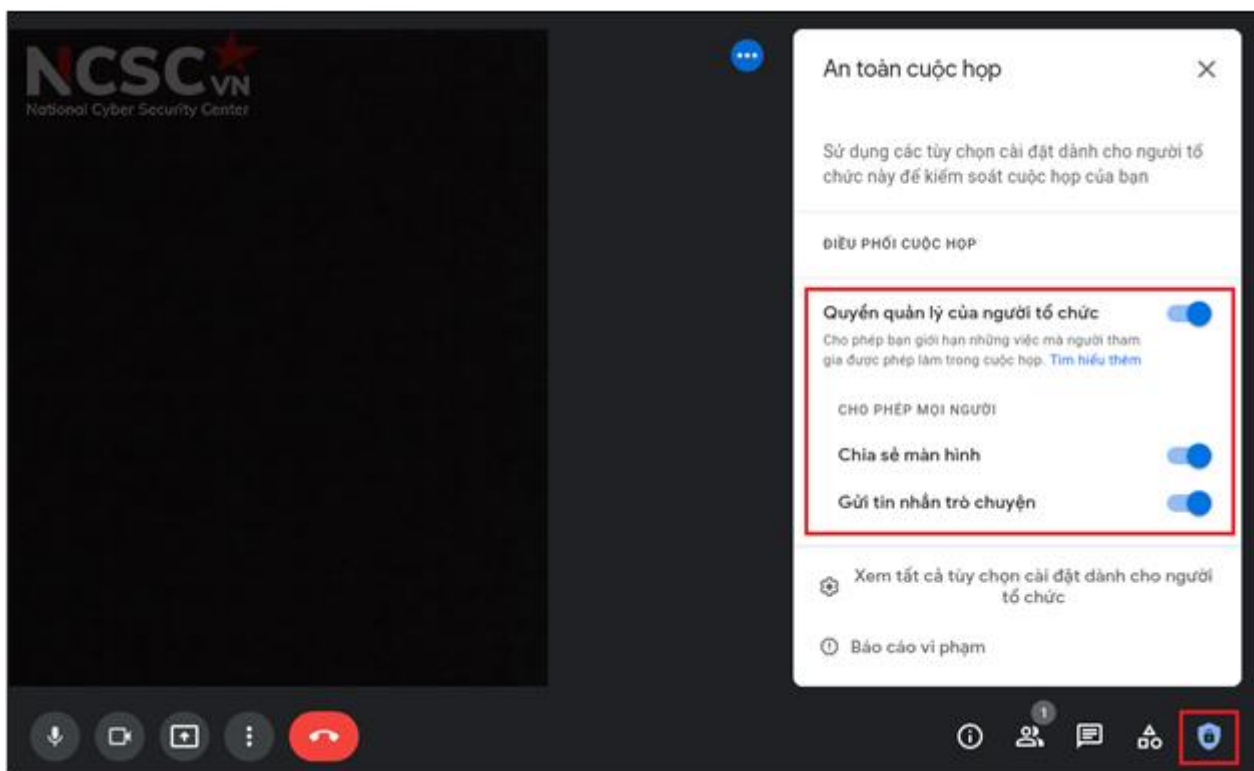 NCSC VN
National Cyber Security Center
An toàn cuộc họp
Sử dụng các tùy chọn cài đặt dành cho người tổ
chức này để kiểm soát cuộc họp của bạn
ĐIỀU PHỐI CUỘC HỌP
Quyền quản lý của người tổ chức
Cho phép bạn giới hạn những việc mà người tham
gia được phép làm trong cuộc họp. Tìm hiểu thêm
CHO PHÉP MỌI NGƯỜI
Chia sẻ màn hình
Gửi tin nhắn trò chuyện
Xem tất cả tùy chọn cài đặt dành cho người
tổ chức
Báo cáo vi phạm
1